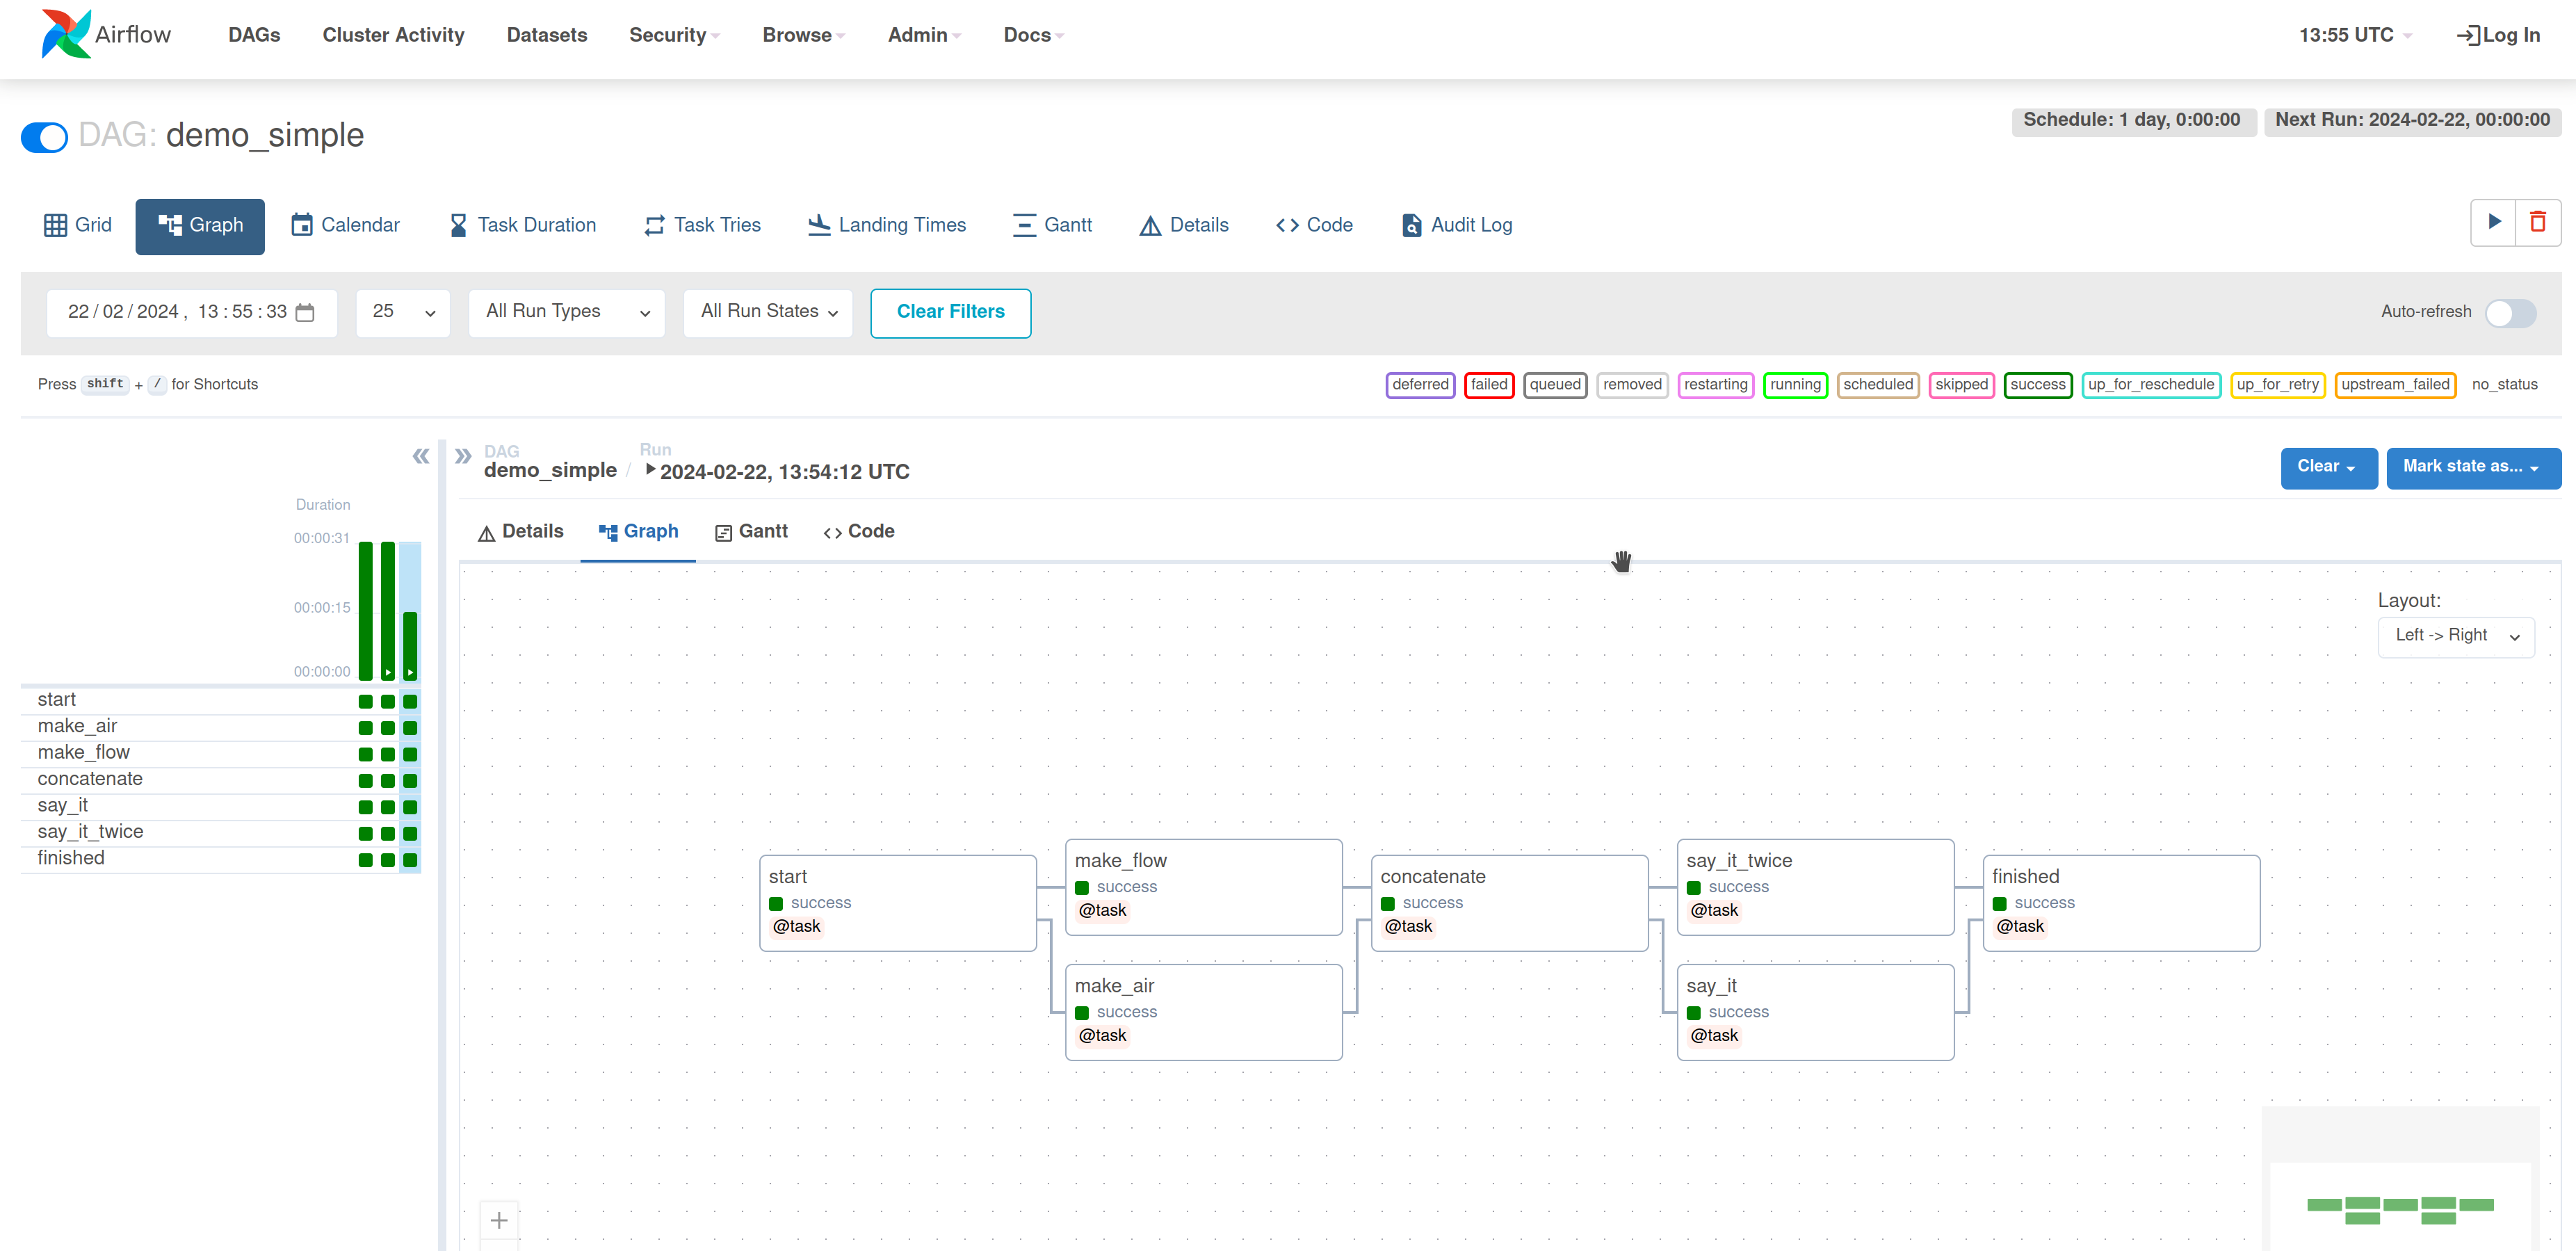 Airflow DAGs Cluster Activity Datasets Security Browse Admin Docs 13:55 UTC Log In
DAG: demo_simple
Schedule: 1 day, 0:00:00 Next Run: 2024-02-22, 00:00:00
Grid Graph Calendar Task Duration Task Tries Landing Times Gantt Details Code Audit Log
22/02/2024, 13:55:33 25 All Run Types All Run States Clear Filters Auto-refresh
Press shift + / for Shortcuts
deferred failed queued removed restarting running scheduled skipped success up_for_reschedule up_for_retry upstream_failed no_status
DAG Run
demo_simple / 2024-02-22, 13:54:12 UTC
Clear Mark state as...
Duration
00:00:31
00:00:15
00:00:00
start
make_air
make_flow
concatenate
say_it
say_it_twice
finished
Details Graph Gantt Code
Layout:
Left -> Right
start
success
@task
make_flow
success
@task
make_air
success
@task
concatenate
success
@task
say_it_twice
success
@task
say_it
success
@task
finished
success
@task
+